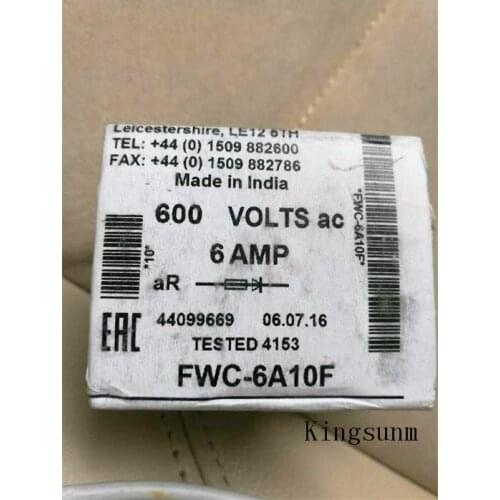 Leicestershire, LE12 6TH
TEL: +44 (0) 1509 882600
FAX: +44 (0) 1509 882786
Made in India
600 VOLTS ac
6 AMP
aR
44099669 06.07.16
TESTED 4153
EAC
FWC-6A10F
*10*
*FWC-6A10F*
Kingsunm